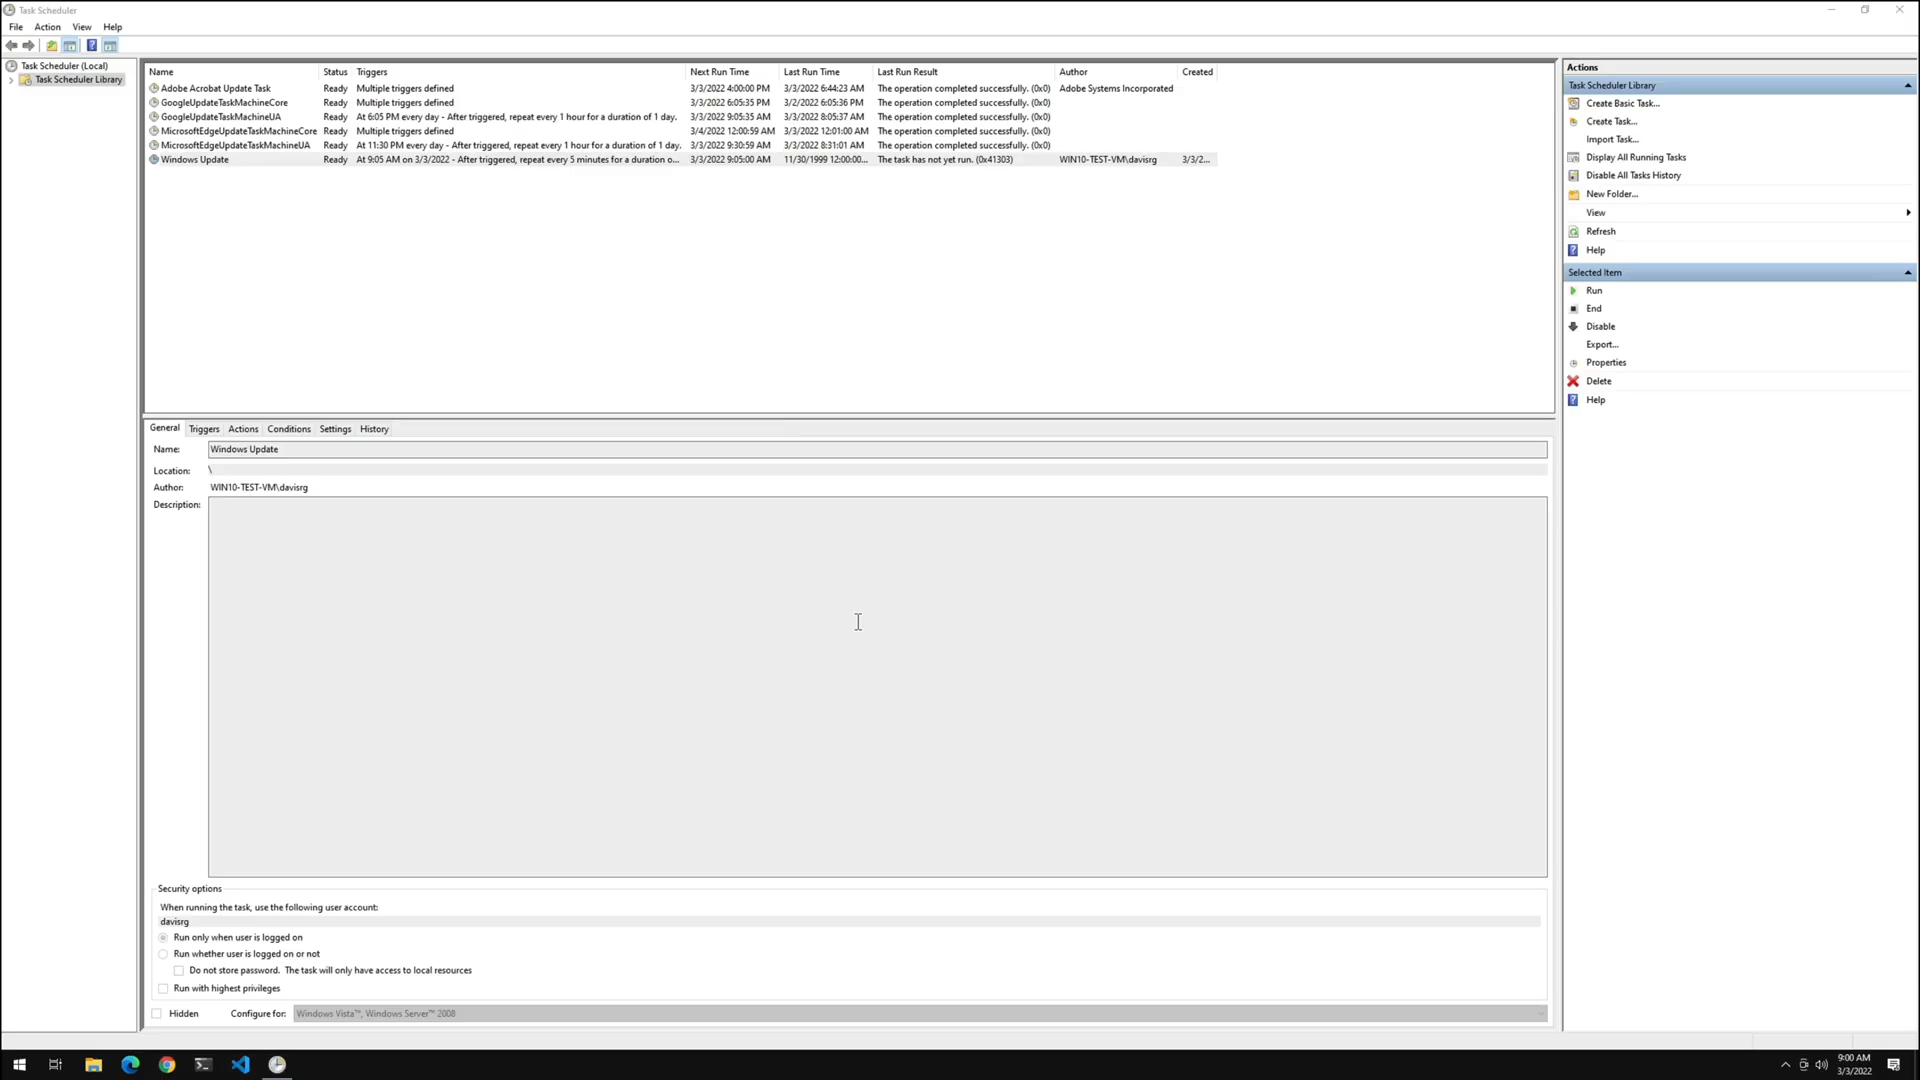 Task Scheduler
File Action View Help
Task Scheduler (Local)
Task Scheduler Library
Name Status Triggers Next Run Time Last Run Time Last Run Result Author Created
Adobe Acrobat Update Task Ready Multiple triggers defined 3/3/2022 4:00:00 PM 3/3/2022 6:44:23 AM The operation completed successfully. (0x0) Adobe Systems Incorporated
GoogleUpdateTaskMachineCore Ready Multiple triggers defined 3/3/2022 6:05:35 PM 3/2/2022 6:05:36 PM The operation completed successfully. (0x0)
GoogleUpdateTaskMachineUA Ready At 6:05 PM every day - After triggered, repeat every 1 hour for a duration of 1 day. 3/3/2022 9:05:35 AM 3/3/2022 8:05:37 AM The operation completed successfully. (0x0)
MicrosoftEdgeUpdateTaskMachineCore Ready Multiple triggers defined 3/4/2022 12:00:59 AM 3/3/2022 12:01:00 AM The operation completed successfully. (0x0)
MicrosoftEdgeUpdateTaskMachineUA Ready At 11:30 PM every day - After triggered, repeat every 1 hour for a duration of 1 day. 3/3/2022 9:30:59 AM 3/3/2022 8:31:01 AM The operation completed successfully. (0x0)
Windows Update Ready At 9:05 AM on 3/3/2022 - After triggered, repeat every 5 minutes for a duration o... 3/3/2022 9:05:00 AM 11/30/1999 12:00:00... The task has not yet run. (0x41303) WIN10-TEST-VM\davisrg 3/3/2...
General Triggers Actions Conditions Settings History
Name: Windows Update
Location: \
Author: WIN10-TEST-VM\davisrg
Description:
Security options
When running the task, use the following user account:
davisrg
Run only when user is logged on
Run whether user is logged on or not
Do not store password. The task will only have access to local resources
Run with highest privileges
Hidden Configure for: Windows Vista™, Windows Server™ 2008
Actions
Task Scheduler Library
Create Basic Task...
Create Task...
Import Task...
Display All Running Tasks
Disable All Tasks History
New Folder...
View
Refresh
Help
Selected Item
Run
End
Disable
Export...
Properties
Delete
Help
9:00 AM
3/3/2022